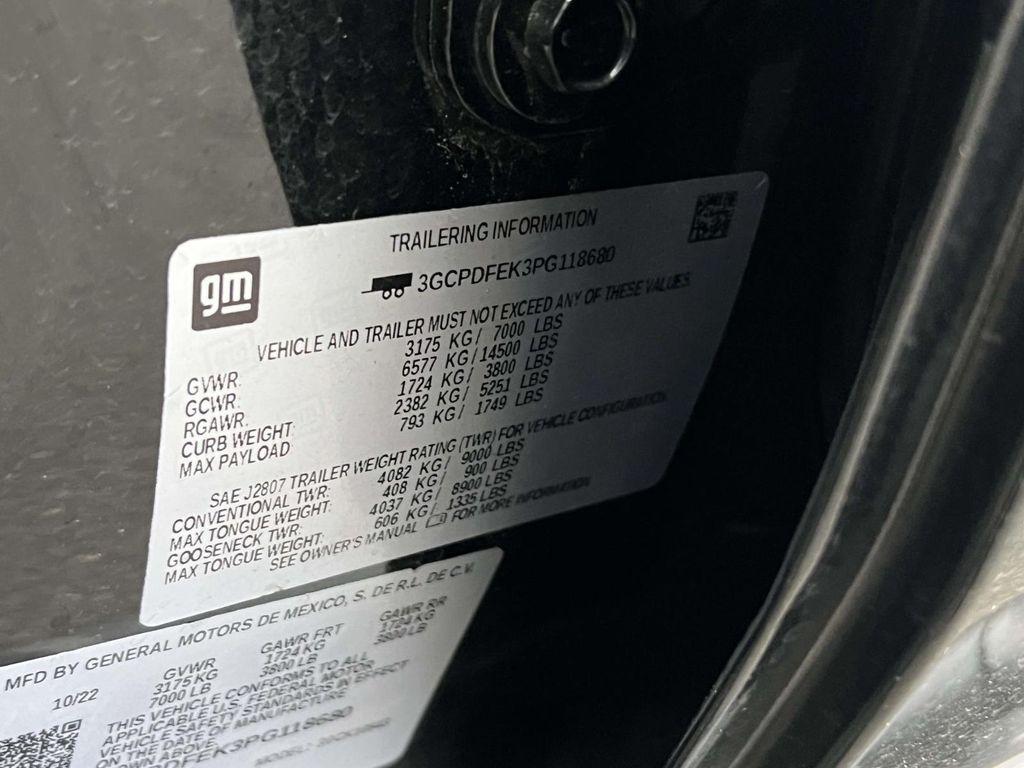 TRAILERING INFORMATION
gm
3GCPDFEK3PG118680
VEHICLE AND TRAILER MUST NOT EXCEED ANY OF THESE VALUES
GVWR: 3175 KG/ 7000 LBS
GCWR: 6577 KG/14500 LBS
RGAWR: 1724 KG/ 3800 LBS
CURB WEIGHT: 2382 KG/ 5251 LBS
MAX PAYLOAD: 793 KG/ 1749 LBS
SAE J2807 TRAILER WEIGHT RATING (TWR) FOR VEHICLE CONFIGURATION
CONVENTIONAL TWR: 4082 KG/ 9000 LBS
MAX TONGUE WEIGHT: 408 KG/ 900 LBS
GOOSENECK TWR: 4037 KG/ 8900 LBS
MAX TONGUE WEIGHT: 606 KG/ 1335 LBS
SEE OWNER'S MANUAL FOR MORE INFORMATION
MFD BY GENERAL MOTORS DE MEXICO, S. DE R.L. DE C.V.
10/22 GVWR GAWR FRT GAWR RR
3175 KG 1724 KG 1724 KG
7000 LB 3800 LB 3800 LB
THIS VEHICLE CONFORMS TO ALL
APPLICABLE U.S. FEDERAL MOTOR
VEHICLE SAFETY STANDARDS IN EFFECT
ON THE DATE OF MANUFACTURE
OWN ABOVE.
PDFEK3PG118680
MODEL: